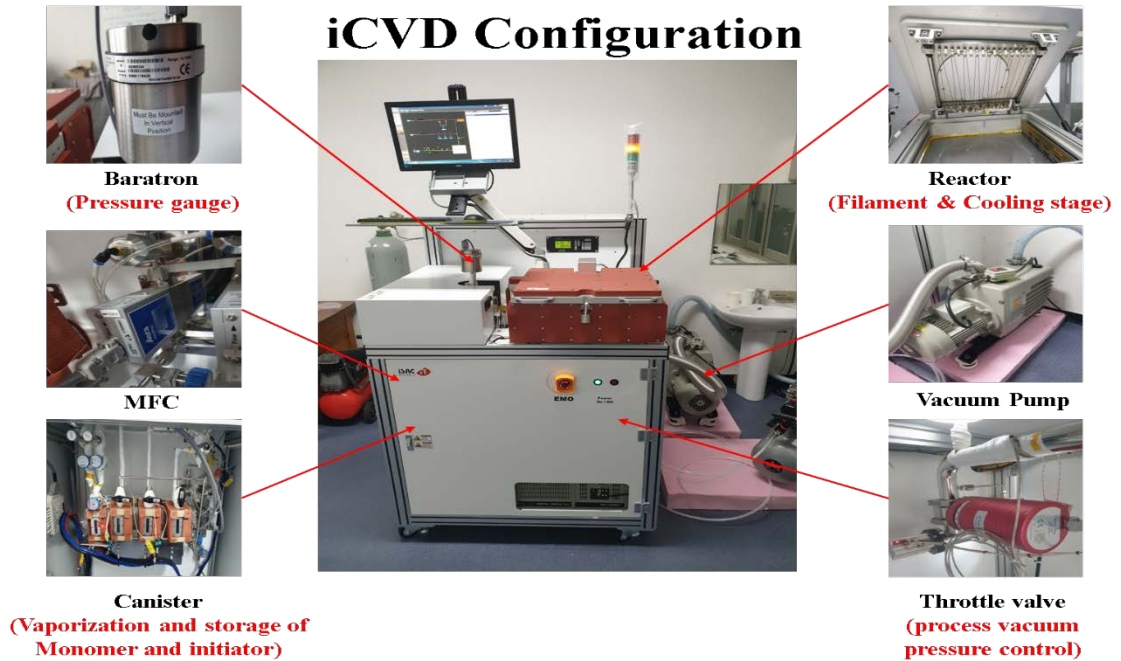 iCVD Configuration
Must Be Mounted
In Vertical
Position
Baratron
(Pressure gauge)
Reactor
(Filament & Cooling stage)
MFC
Vacuum Pump
EMO
Power
Canister
(Vaporization and storage of
Monomer and initiator)
Throttle valve
(process vacuum
pressure control)